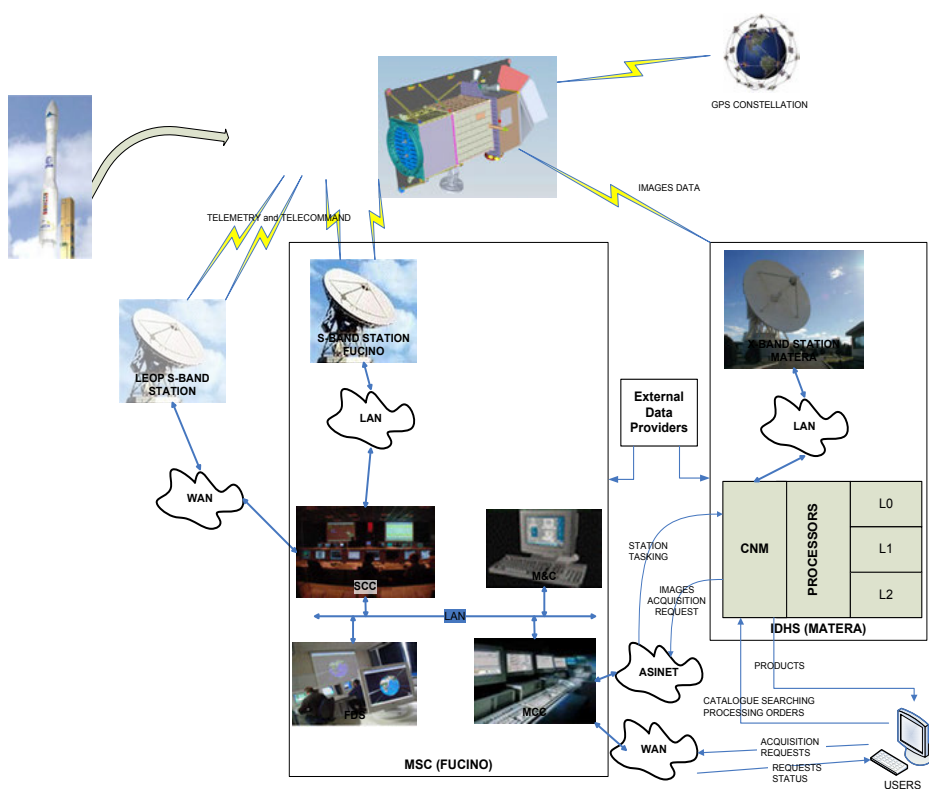 GPS CONSTELLATION
IMAGES DATA
TELEMETRY and TELECOMMAND
S-BAND STATION
FUCINO
X-BAND STATION
MATERA
LEOP S-BAND
STATION
External
Data
Providers
LAN
LAN
WAN
L0
L1
L2
CNM
PROCESSORS
STATION
TASKING
IMAGES
ACQUISITION
REQUEST
SCC
M&C
LAN
IDHS (MATERA)
ASINET
PRODUCTS
CATALOGUE SEARCHING
PROCESSING ORDERS
FDS
MCC
WAN
ACQUISITION
REQUESTS
REQUESTS
STATUS
MSC (FUCINO)
USERS